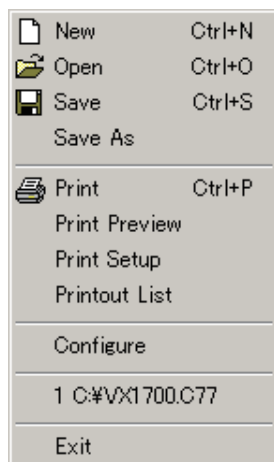 New Ctrl+N
Open Ctrl+O
Save Ctrl+S
Save As
Print Ctrl+P
Print Preview
Print Setup
Printout List
Configure
1 C:¥VX1700.C77
Exit